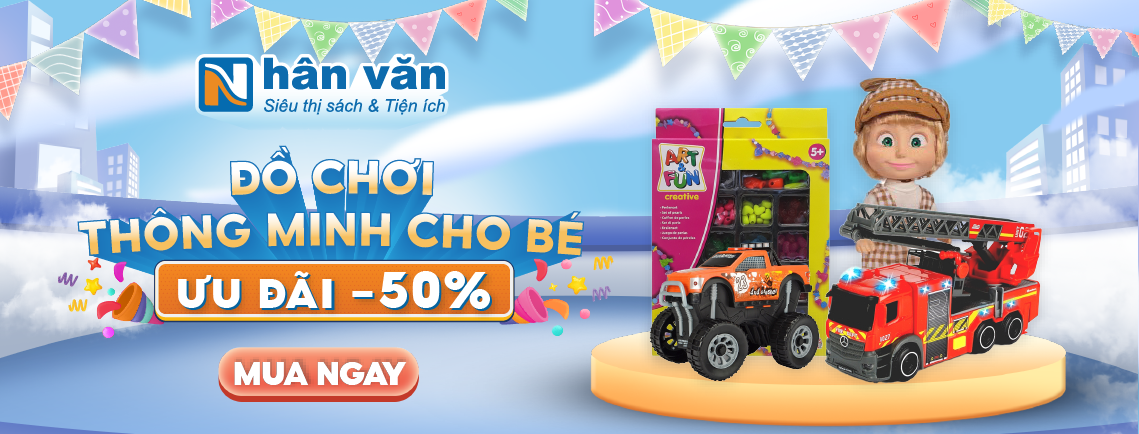 Nhân văn
Siêu thị sách & Tiện ích
ĐỒ CHƠI
THÔNG MINH CHO BÉ
ƯU ĐÃI -50%
MUA NGAY
ART
&
FUN
creative
5+
23